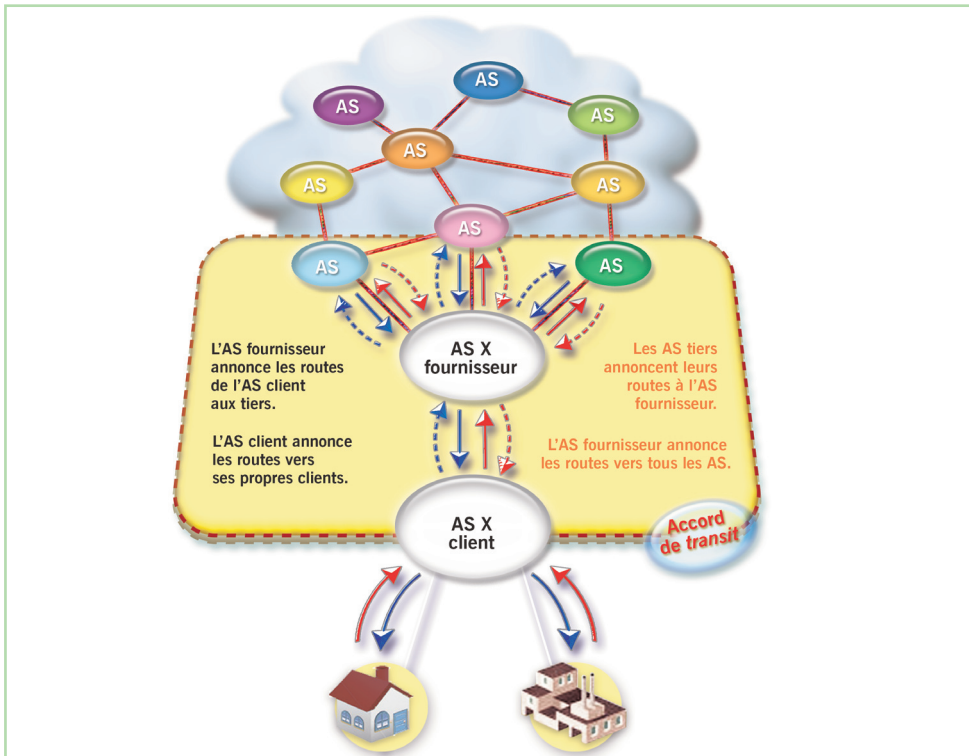 AS
AS
AS
AS
AS
AS
AS
AS
AS
L'AS fournisseur
annonce les routes
de l'AS client
aux tiers.
L'AS client annonce
les routes vers
ses propres clients.
AS X
fournisseur
Les AS tiers
annoncent leurs
routes à l'AS
fournisseur.
L'AS fournisseur annonce
les routes vers tous les AS.
AS X
client
Accord
de transit